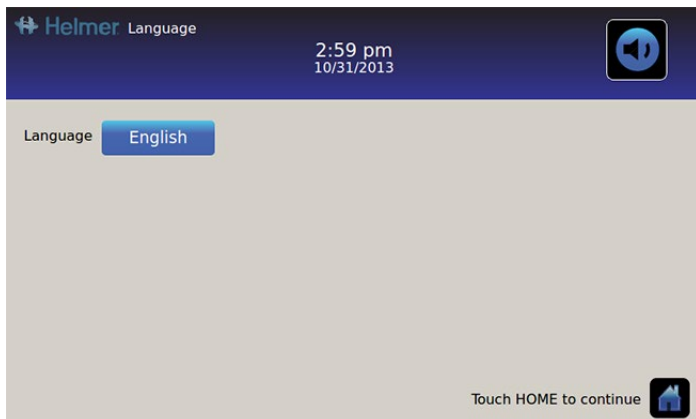 Helmer Language
2:59 pm
10/31/2013
Language English
Touch HOME to continue